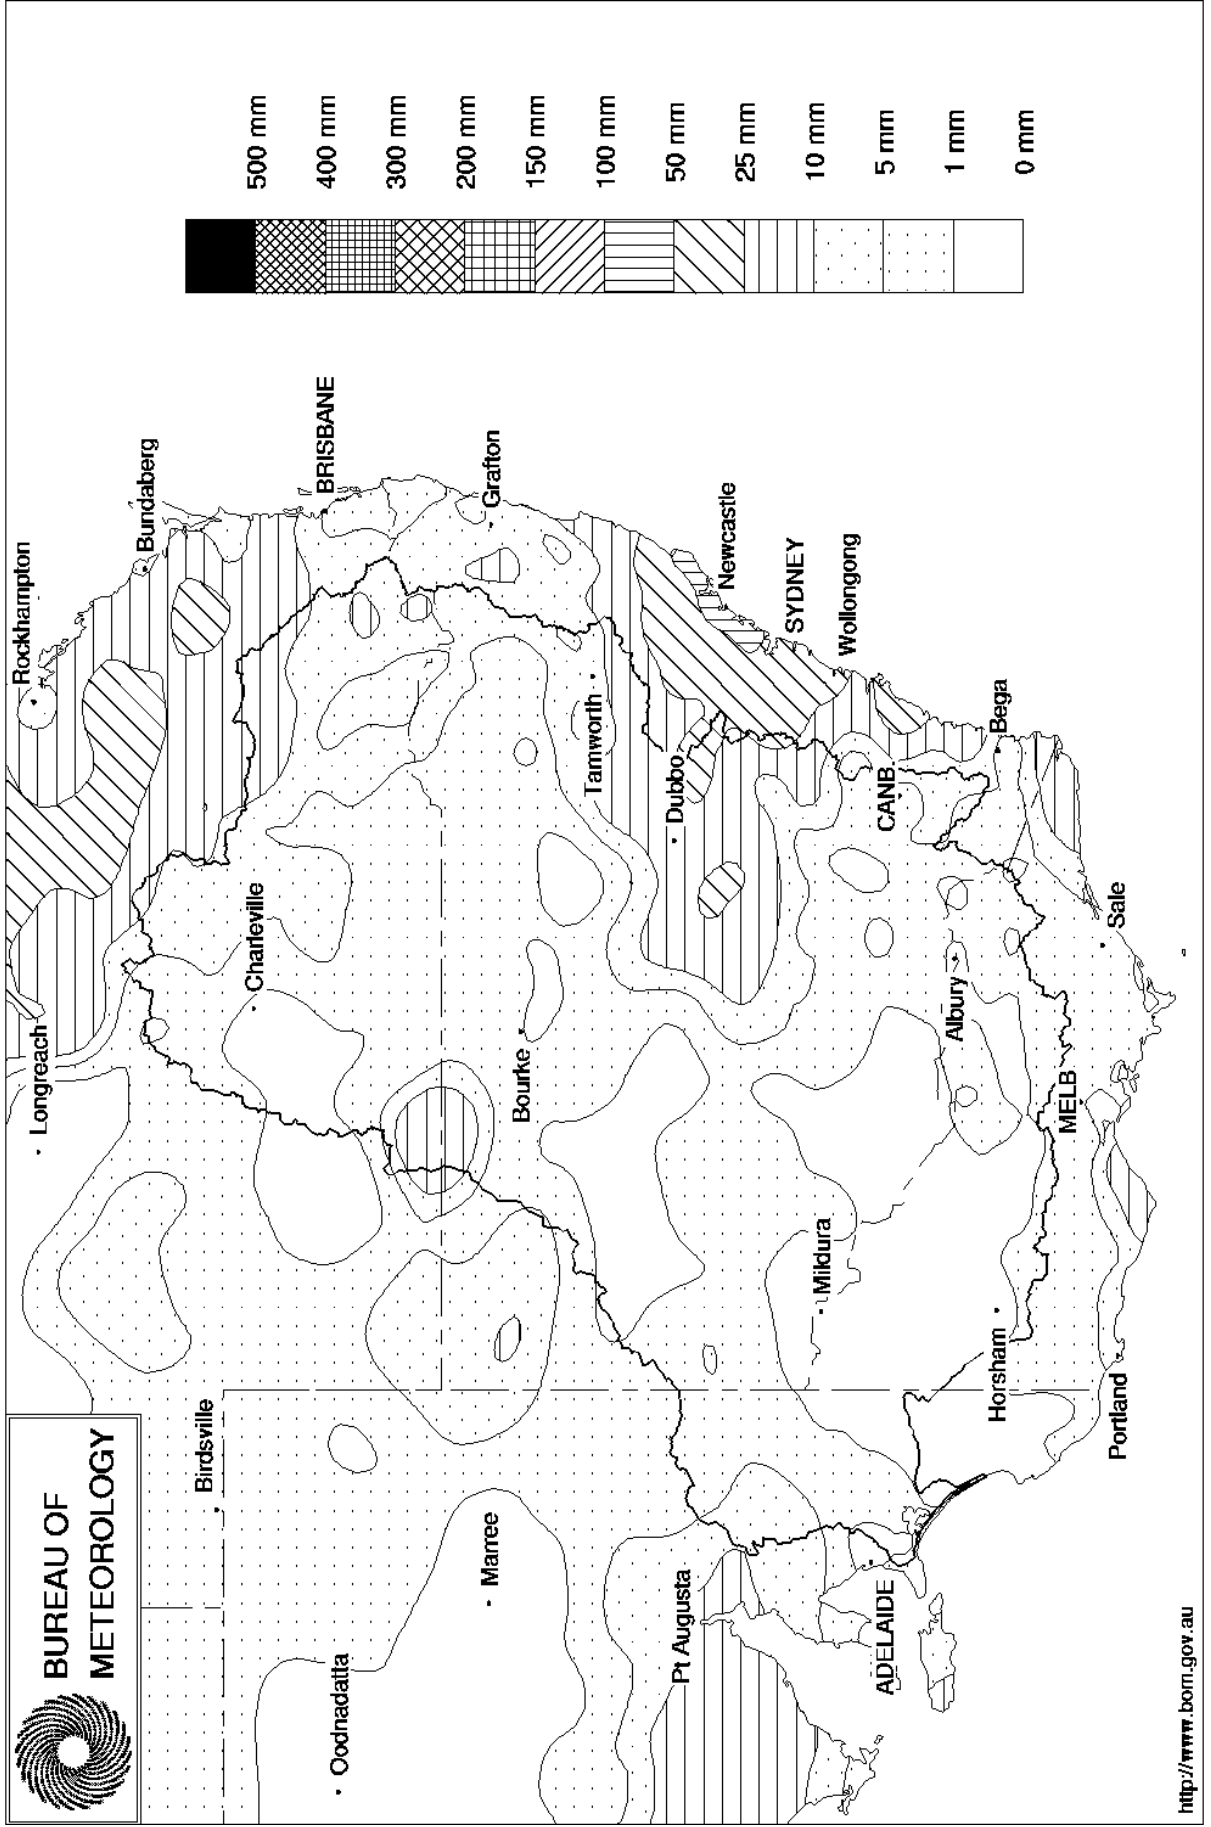 BUREAU OF
METEOROLOGY
500 mm
400 mm
300 mm
200 mm
150 mm
100 mm
50 mm
25 mm
10 mm
5 mm
1 mm
0 mm
Rockhampton
Longreach
Bundaberg
Birdsville
Charleville
BRISBANE
Oodnadatta
Marree
Bourke
Grafton
Tamworth
Pt Augusta
Dubbo
Newcastle
SYDNEY
Mildura
Wollongong
ADELAIDE
CANB.
Albury
Horsham
Bega
MELB
Portland
Sale
http://www.bom.gov.au